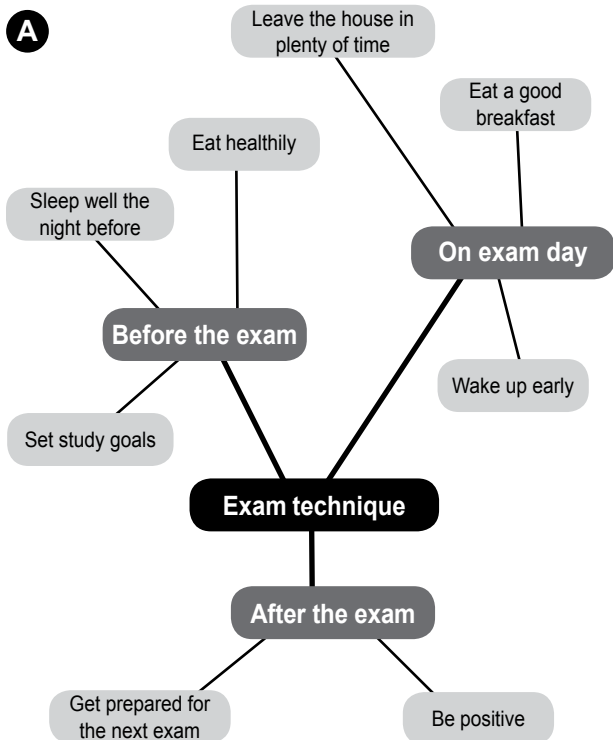 A
Leave the house in
plenty of time
Eat a good
breakfast
Eat healthily
Sleep well the
night before
On exam day
Before the exam
Wake up early
Set study goals
Exam technique
After the exam
Get prepared for
the next exam
Be positive